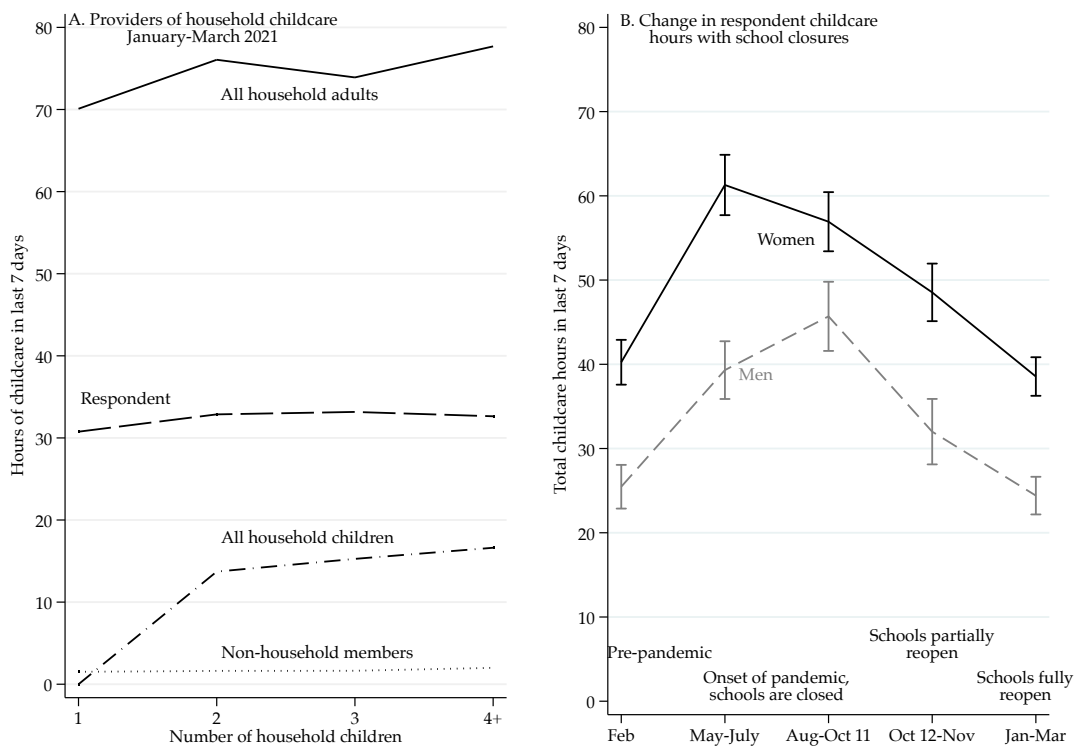 A. Providers of household childcare
January-March 2021
80
70
60
50
40
30
20
10
0
Hours of childcare in last 7 days
All household adults
Respondent
All household children
Non-household members
1
2
3
4+
Number of household children
B. Change in respondent childcare
hours with school closures
80
70
60
50
40
30
20
10
0
Total childcare hours in last 7 days
Women
Men
Pre-pandemic
Onset of pandemic,
schools are closed
Schools partially
reopen
Schools fully
reopen
Feb
May-July
Aug-Oct 11
Oct 12-Nov
Jan-Mar